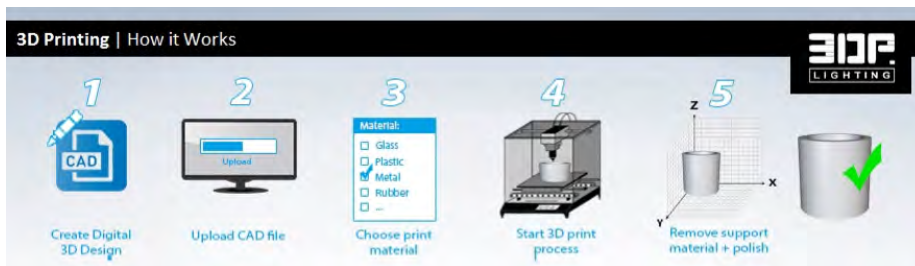 3D Printing | How it Works
3DP.
LIGHTING
1
2
3
4
5
CAD
Upload
Material:
Glass
Plastic
Metal
Rubber
...
Z
X
Y
Create Digital
3D Design
Upload CAD file
Choose print
material
Start 3D print
process
Remove support
material + polish